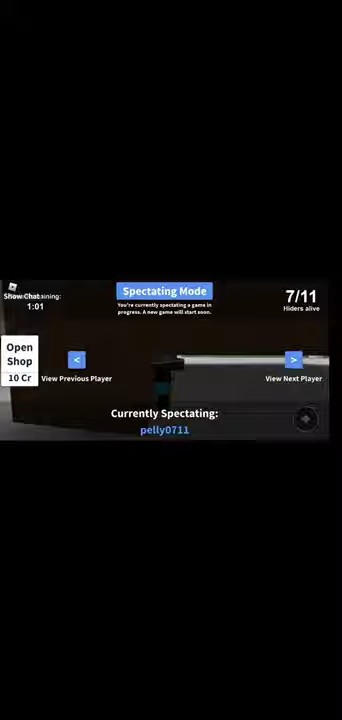 Spectating Mode
You're currently spectating a game in
progress. A new game will start soon.
Show Chat
1:01
7/11
Hiders alive
Open
Shop
10 Cr
<
View Previous Player
>
View Next Player
Currently Spectating:
pelly0711